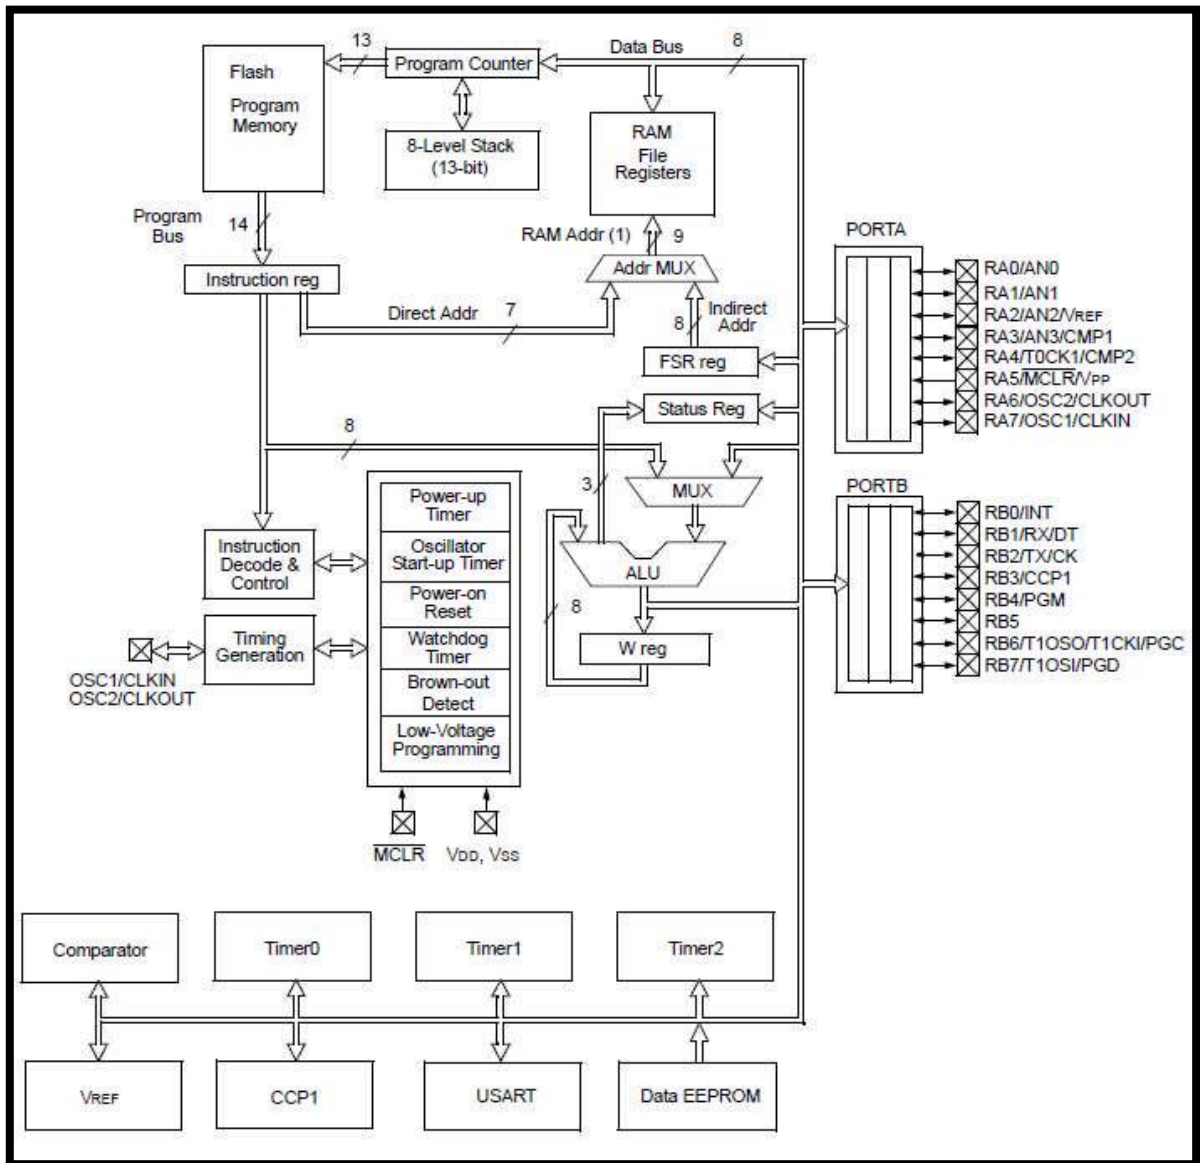 13
Data Bus
8
Flash
Program
Memory
Program Counter
8-Level Stack
(13-bit)
RAM
File
Registers
Program
Bus
14
RAM Addr (1)
9
Addr MUX
Instruction reg
Direct Addr
7
8
Indirect
Addr
FSR reg
Status Reg
8
3
MUX
ALU
8
W reg
Instruction
Decode &
Control
Timing
Generation
OSC1/CLKIN
OSC2/CLKOUT
Power-up
Timer
Oscillator
Start-up Timer
Power-on
Reset
Watchdog
Timer
Brown-out
Detect
Low-Voltage
Programming
MCLR
VDD, VSS
PORTA
RA0/AN0
RA1/AN1
RA2/AN2/VREF
RA3/AN3/CMP1
RA4/T0CK1/CMP2
RA5/MCLR/VPP
RA6/OSC2/CLKOUT
RA7/OSC1/CLKIN
PORTB
RB0/INT
RB1/RX/DT
RB2/TX/CK
RB3/CCP1
RB4/PGM
RB5
RB6/T1OSO/T1CKI/PGC
RB7/T1OSI/PGD
Comparator
Timer0
Timer1
Timer2
VREF
CCP1
USART
Data EEPROM